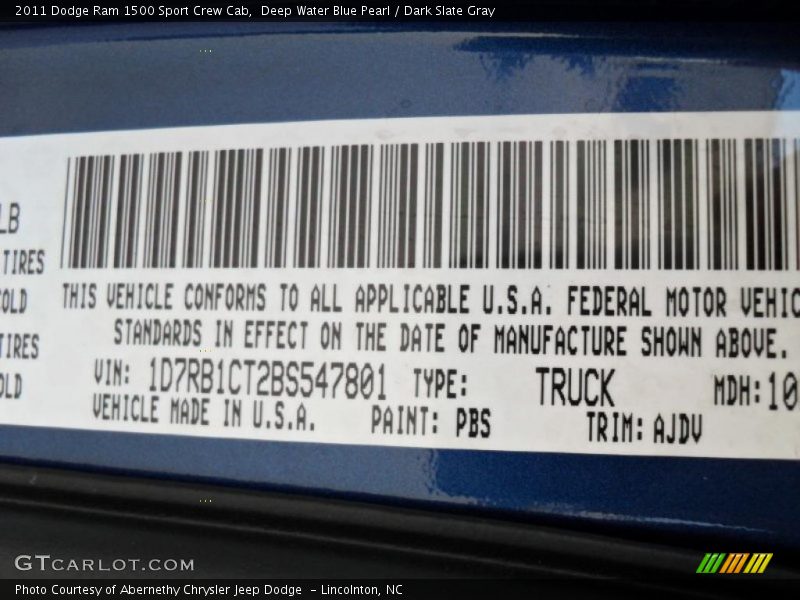 2011 Dodge Ram 1500 Sport Crew Cab,  Deep Water Blue Pearl / Dark Slate Gray
LB
TIRES
COLD
TIRES
OLD
THIS VEHICLE CONFORMS TO ALL APPLICABLE U.S.A. FEDERAL MOTOR VEHIC
STANDARDS IN EFFECT ON THE DATE OF MANUFACTURE SHOWN ABOVE.
VIN: 1D7RB1CT2BS547801 TYPE: TRUCK MDH: 10
VEHICLE MADE IN U.S.A. PAINT: PBS TRIM: AJDV
GTCARLOT.COM
Photo Courtesy of Abernethy Chrysler Jeep Dodge  - Lincolnton, NC